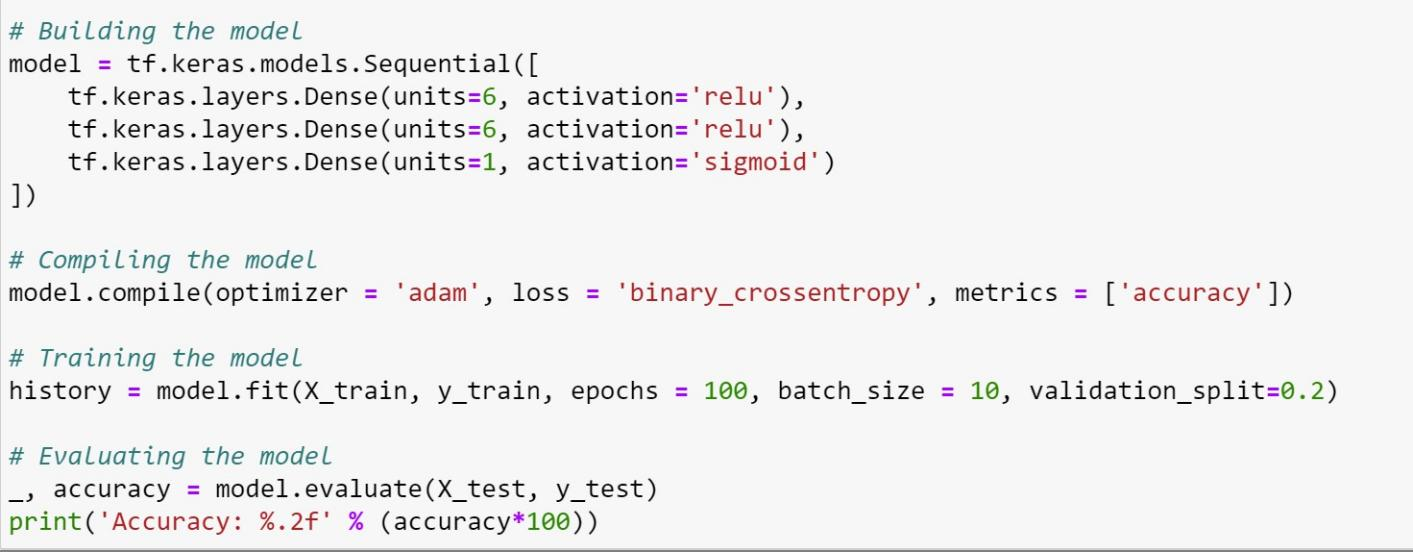 # Building the model
model = tf.keras.models.Sequential([
    tf.keras.layers.Dense(units=6, activation='relu'),
    tf.keras.layers.Dense(units=6, activation='relu'),
    tf.keras.layers.Dense(units=1, activation='sigmoid')
])
# Compiling the model
model.compile(optimizer = 'adam', loss = 'binary_crossentropy', metrics = ['accuracy'])
# Training the model
history = model.fit(X_train, y_train, epochs = 100, batch_size = 10, validation_split=0.2)
# Evaluating the model
_, accuracy = model.evaluate(X_test, y_test)
print('Accuracy: %.2f' % (accuracy*100))